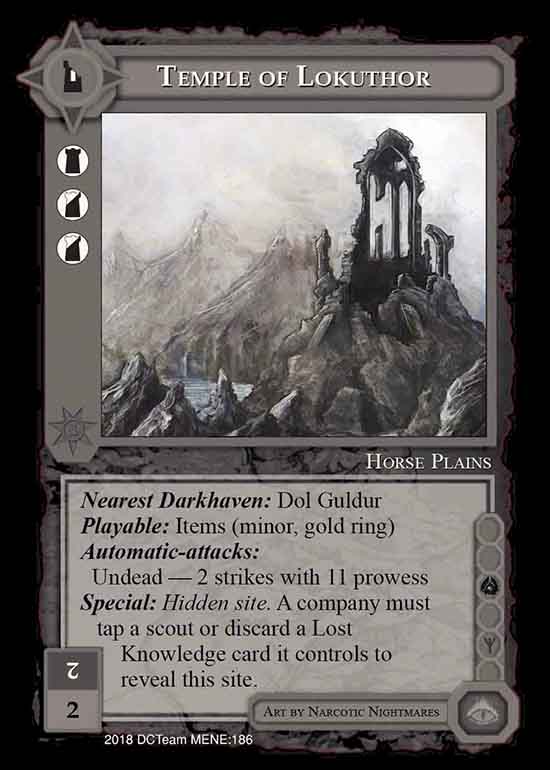 TEMPLE OF LOKUTHOR
HORSE PLAINS
Nearest Darkhaven: Dol Guldur
Playable: Items (minor, gold ring)
Automatic-attacks:
Undead — 2 strikes with 11 prowess
Special: Hidden site. A company must
tap a scout or discard a Lost
Knowledge card it controls to
reveal this site.
2
2
ART BY NARCOTIC NIGHTMARES
2018 DCTeam MENE:186